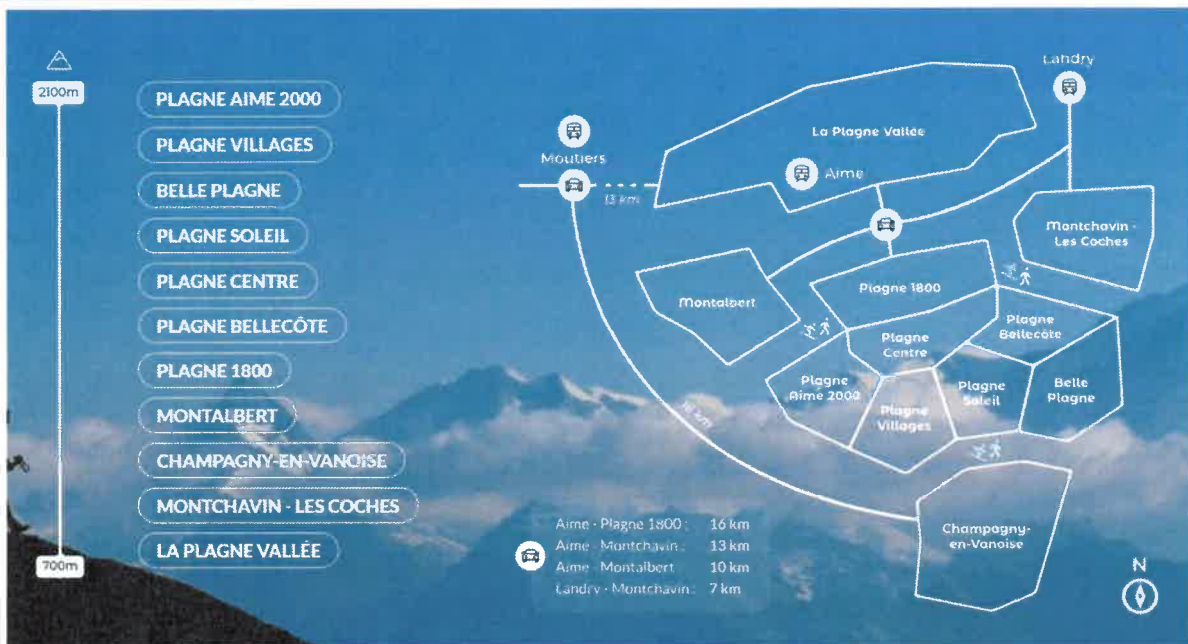 2100m
PLAGNE AIME 2000
PLAGNE VILLAGES
BELLE PLAGNE
PLAGNE SOLEIL
PLAGNE CENTRE
PLAGNE BELLECÔTE
PLAGNE 1800
MONTALBERT
CHAMPAGNY-EN-VANOISE
MONTCHAVIN - LES COCHES
LA PLAGNE VALLÉE
700m
Landry
La Plagne Vallée
Moutiers
Aime
13 km
Montchavin -
Les Coches
Montalbert
Plagne 1800
Plagne
Bellecôte
Plagne
Centre
Plagne
Aimé 2000
Plagne
Villages
Plagne
Soleil
Belle
Plagne
km
Champagny-
en-Vanoise
Aime - Plagne 1800 : 16 km
Aime - Montchavin : 13 km
Aime - Montalbert 10 km
Landry - Montchavin : 7 km
N